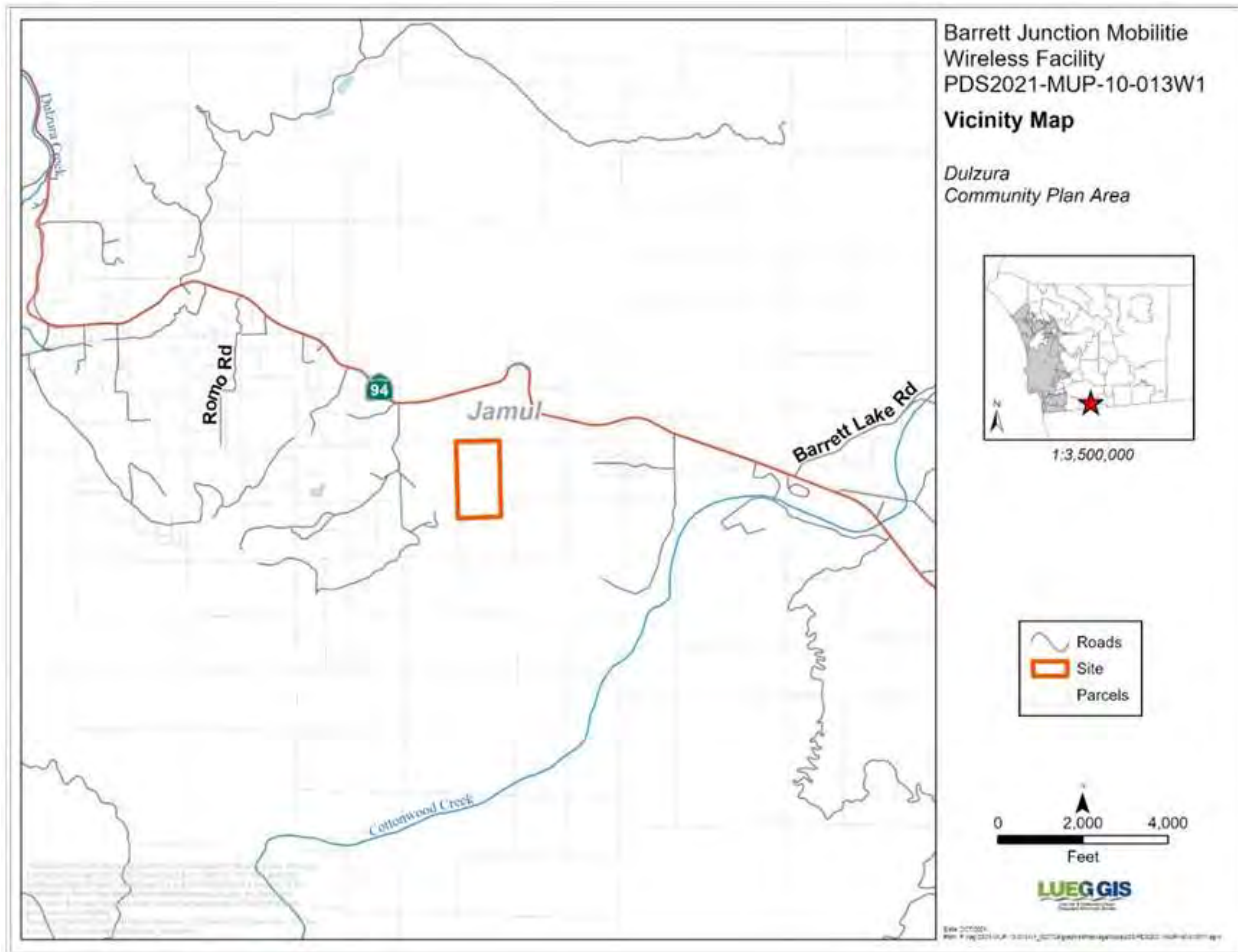 Barrett Junction Mobilitie
Wireless Facility
PDS2021-MUP-10-013W1
Vicinity Map
Dulzura
Community Plan Area
N
1:3,500,000
Roads
Site
Parcels
N
0 2,000 4,000
Feet
LUEG GIS
Dulzura Creek
Romo Rd
94
Jamul
Barrett Lake Rd
Cottonwood Creek